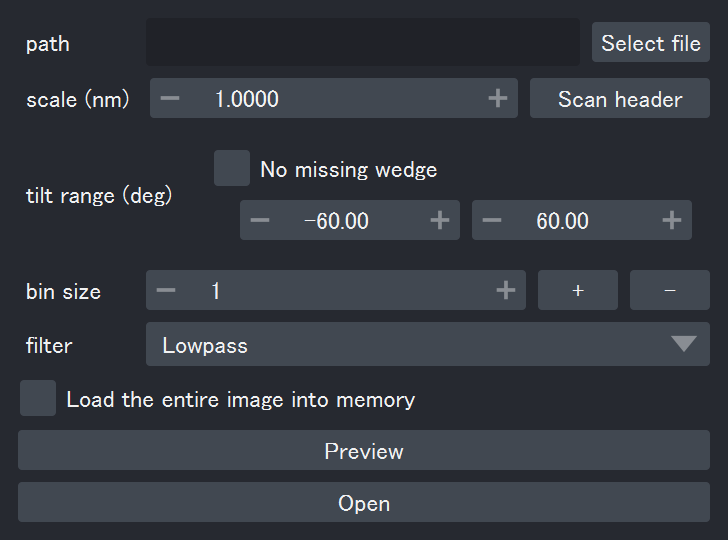 path Select file
scale (nm) − 1.0000 + Scan header
No missing wedge
tilt range (deg)
− -60.00 + − 60.00 +
bin size − 1 + + -
filter Lowpass
Load the entire image into memory
Preview
Open